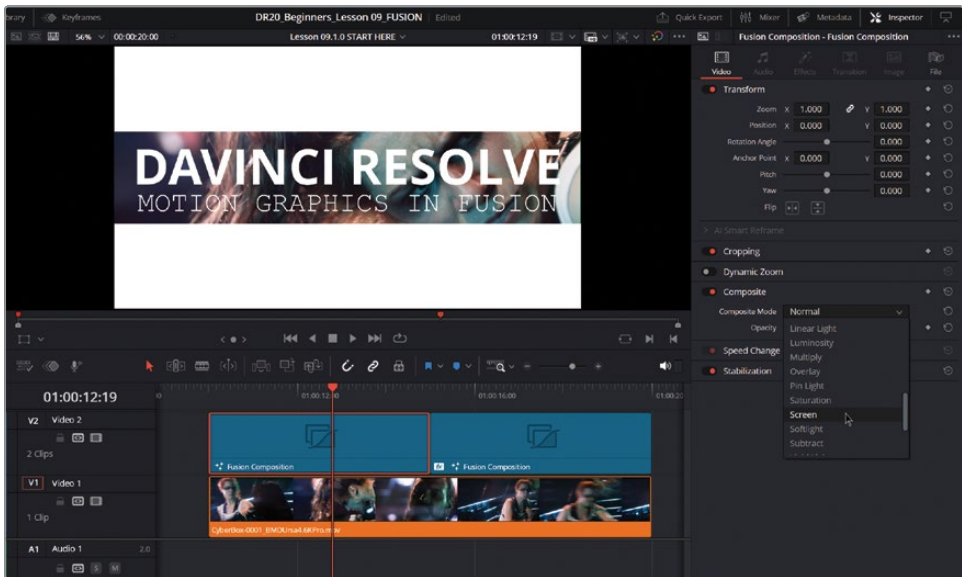 brary Keyframes DR20_Beginners_Lesson 09_FUSION Edited Quick Export Mixer Metadata Inspector
56% 00:00:20:00 Lesson 09.1.0 START HERE 01:00:12:19 Fusion Composition - Fusion Composition
Video Audio Effects Transition Image File
Transform
Zoom X 1.000 Y 1.000
Position X 0.000 Y 0.000
Rotation Angle 0.000
Anchor Point X 0.000 Y 0.000
Pitch 0.000
Yaw 0.000
Flip
AI Smart Reframe
Cropping
Dynamic Zoom
Composite
Composite Mode Normal
Opacity
Linear Light
Luminosity
Multiply
Overlay
Pin Light
Saturation
Screen
Softlight
Subtract
Speed Change
Stabilization
DAVINCI RESOLVE
MOTION GRAPHICS IN FUSION
01:00:12:19
01:00:16:00
V2 Video 2
2 Clips
Fusion Composition
Fusion Composition
V1 Video 1
1 Clip
CyberBox-0001_BMDUrsa4.6KPro.mov
A1 Audio 1 2.0
S M